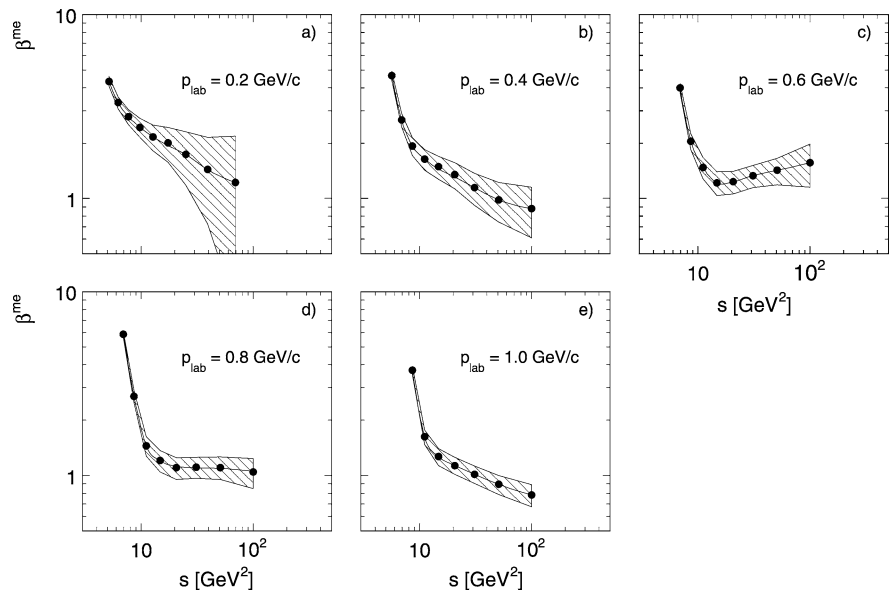 10
β^me
a)
p_lab = 0.2 GeV/c
1
b)
p_lab = 0.4 GeV/c
c)
p_lab = 0.6 GeV/c
10 10^2
s [GeV^2]
10
β^me
d)
p_lab = 0.8 GeV/c
1
10 10^2
s [GeV^2]
e)
p_lab = 1.0 GeV/c
10 10^2
s [GeV^2]